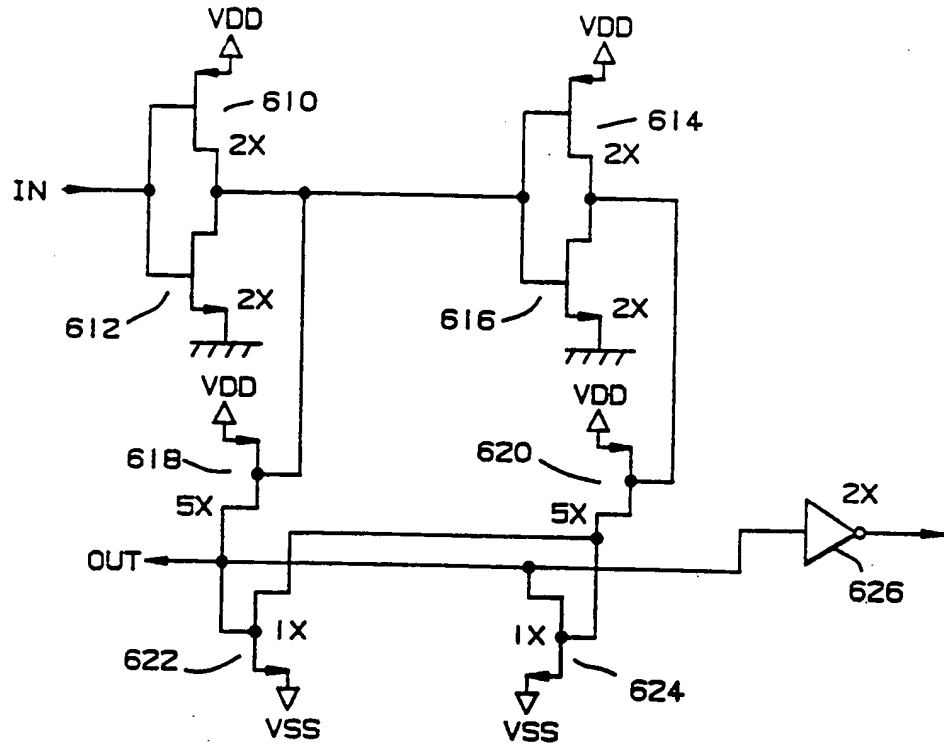 VDD
VDD
610
614
2X
2X
IN
612
2X
616
2X
VDD
VDD
618
620
5X
5X
2X
OUT
626
1X
1X
622
624
VSS
VSS